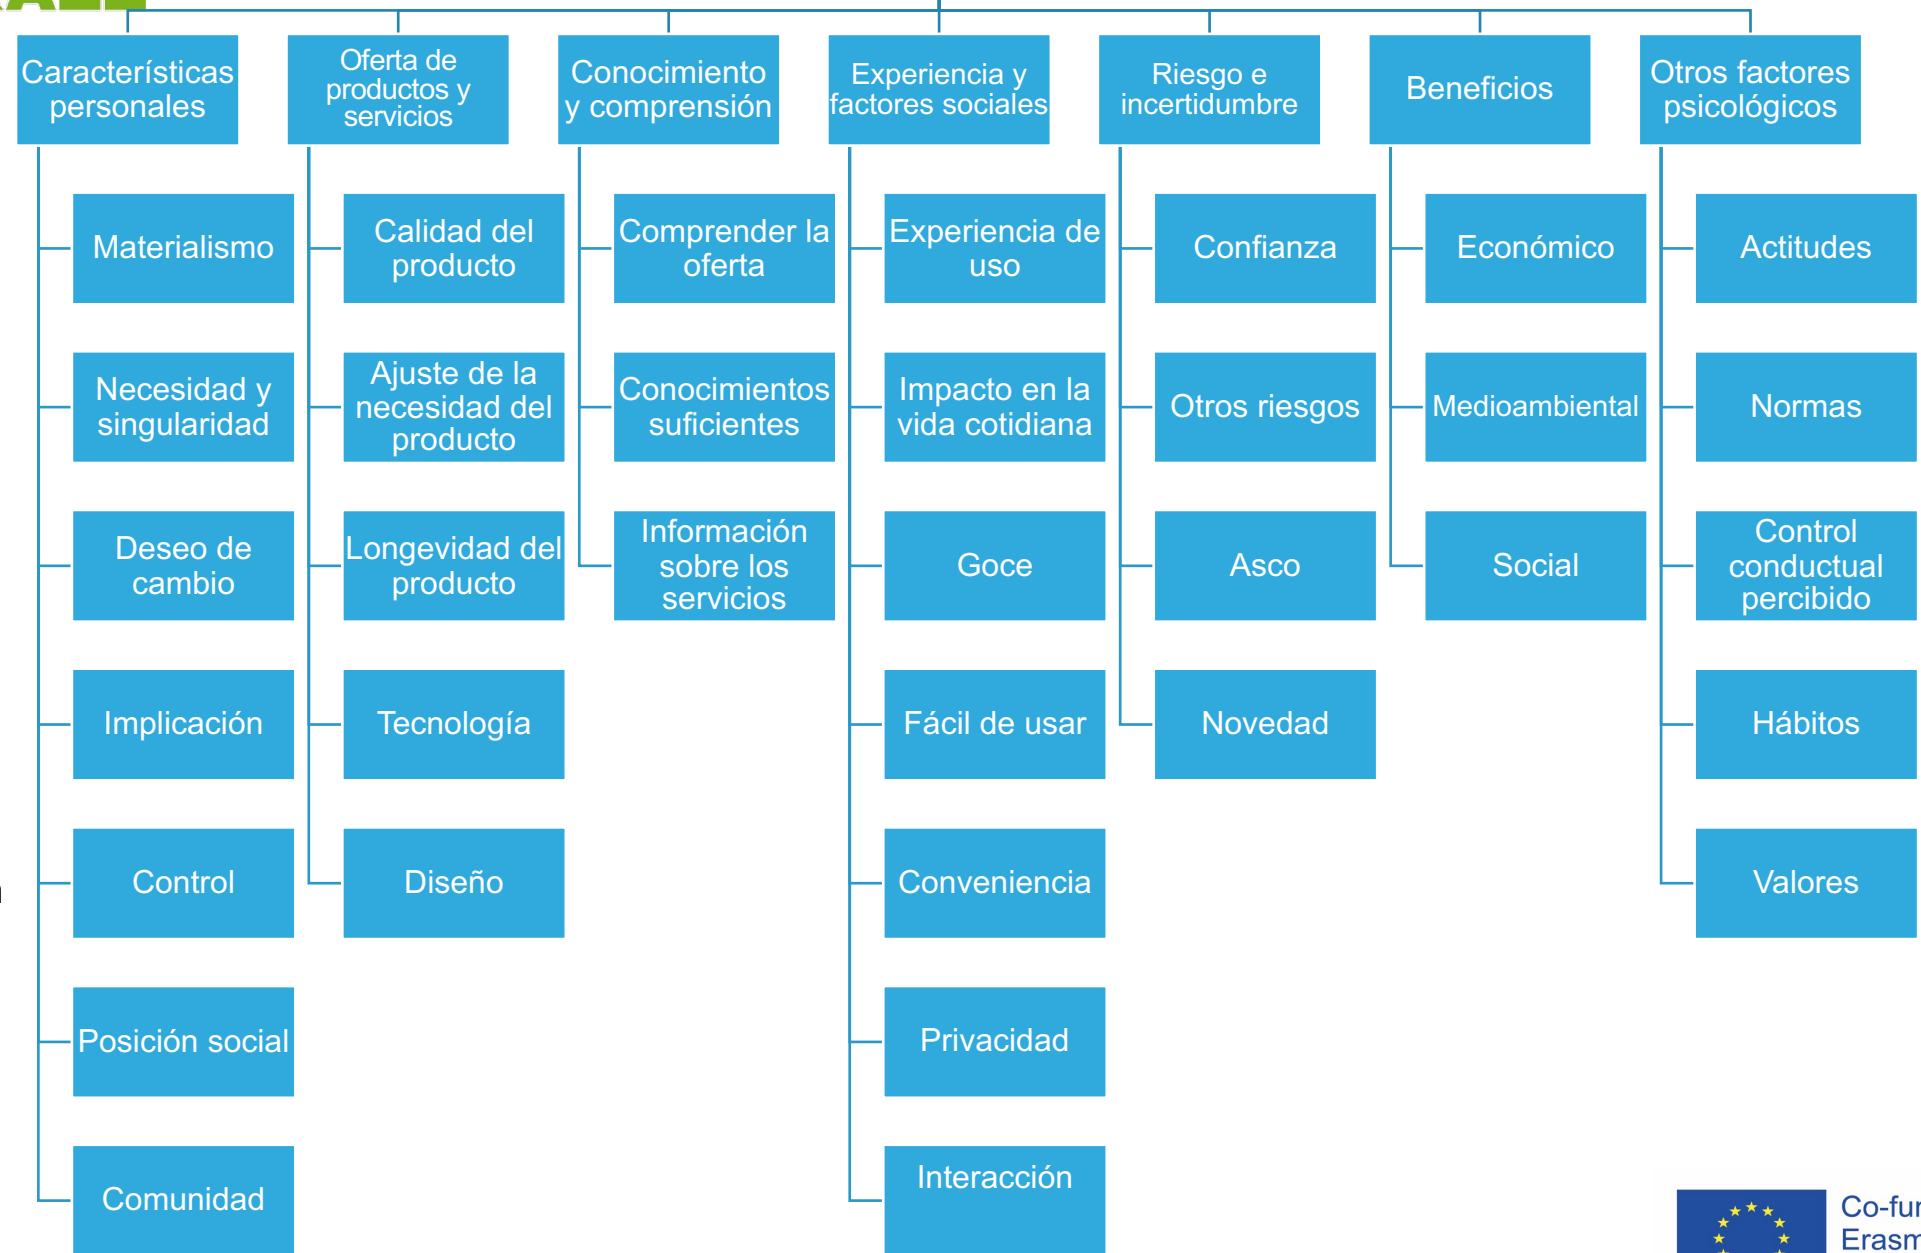 Características
personales
Oferta de
productos y
servicios
Conocimiento
y comprensión
Experiencia y
factores sociales
Riesgo e
incertidumbre
Beneficios
Otros factores
psicológicos
Materialismo
Necesidad y
singularidad
Deseo de
cambio
Implicación
Control
Posición social
Comunidad
Calidad del
producto
Ajuste de la
necesidad del
producto
Longevidad del
producto
Tecnología
Diseño
Comprender la
oferta
Conocimientos
suficientes
Información
sobre los
servicios
Experiencia de
uso
Impacto en la
vida cotidiana
Goce
Fácil de usar
Conveniencia
Privacidad
Interacción
Confianza
Otros riesgos
Asco
Novedad
Económico
Medioambiental
Social
Actitudes
Normas
Control
conductual
percibido
Hábitos
Valores